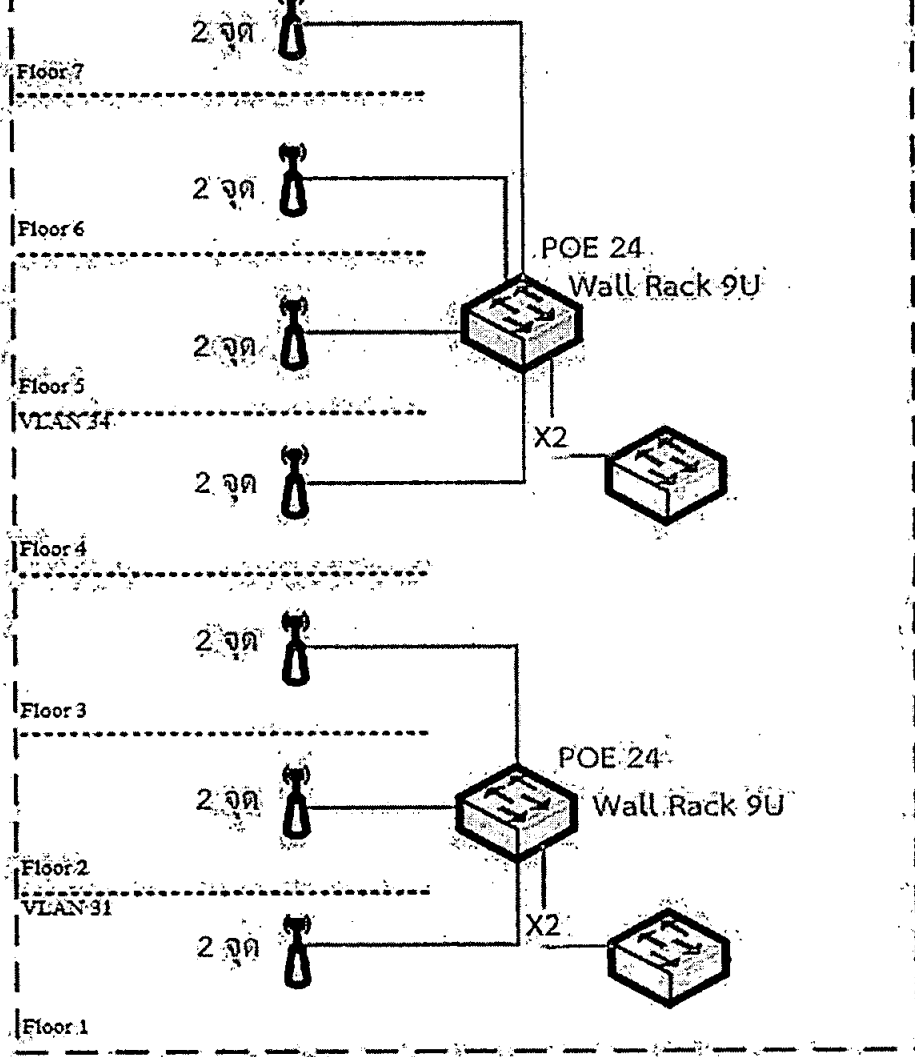 2 จุด
Floor 7
2 จุด
Floor 6
POE 24
Wall Rack 9U
2 จุด
Floor 5
VLAN 34
X2
2 จุด
Floor 4
2 จุด
Floor 3
POE 24
Wall Rack 9U
2 จุด
Floor 2
VLAN 31
X2
2 จุด
Floor 1